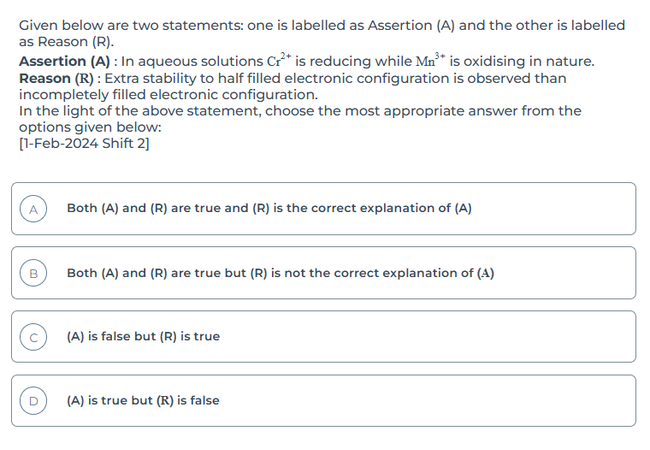 Given below are two statements: one is labelled as Assertion (A) and the other is labelled
as Reason (R).
Assertion (A) : In aqueous solutions Cr²⁺ is reducing while Mn³⁺ is oxidising in nature.
Reason (R) : Extra stability to half filled electronic configuration is observed than
incompletely filled electronic configuration.
In the light of the above statement, choose the most appropriate answer from the
options given below:
[1-Feb-2024 Shift 2]
A Both (A) and (R) are true and (R) is the correct explanation of (A)
B Both (A) and (R) are true but (R) is not the correct explanation of (A)
C (A) is false but (R) is true
D (A) is true but (R) is false